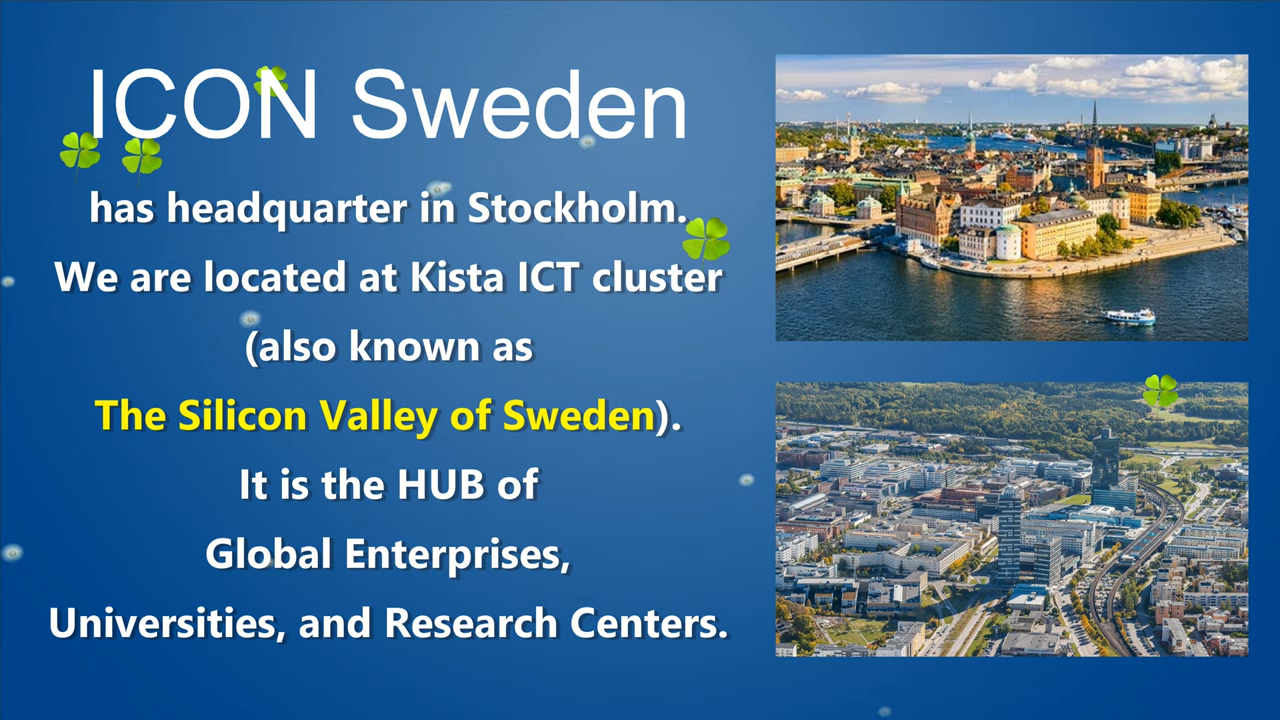 ICON Sweden
has headquarter in Stockholm.
We are located at Kista ICT cluster
(also known as
The Silicon Valley of Sweden).
It is the HUB of
Global Enterprises,
Universities, and Research Centers.